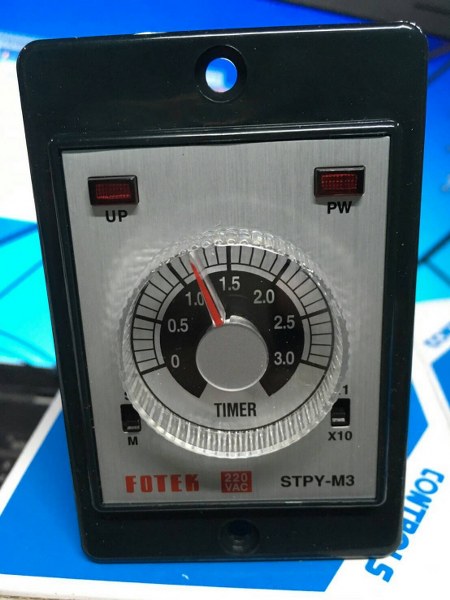 UP
PW
0
0.5
1.0
1.5
2.0
2.5
3.0
TIMER
M
1
X10
FOTEK
220
VAC
STPY-M3
CONTROLS